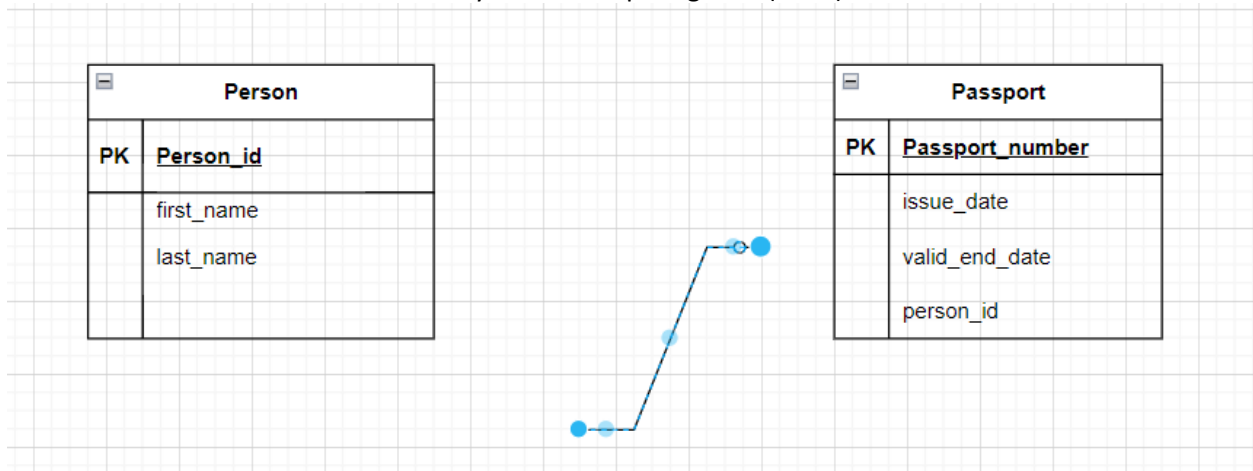 Person
PK Person_id
first_name
last_name
Passport
PK Passport_number
issue_date
valid_end_date
person_id